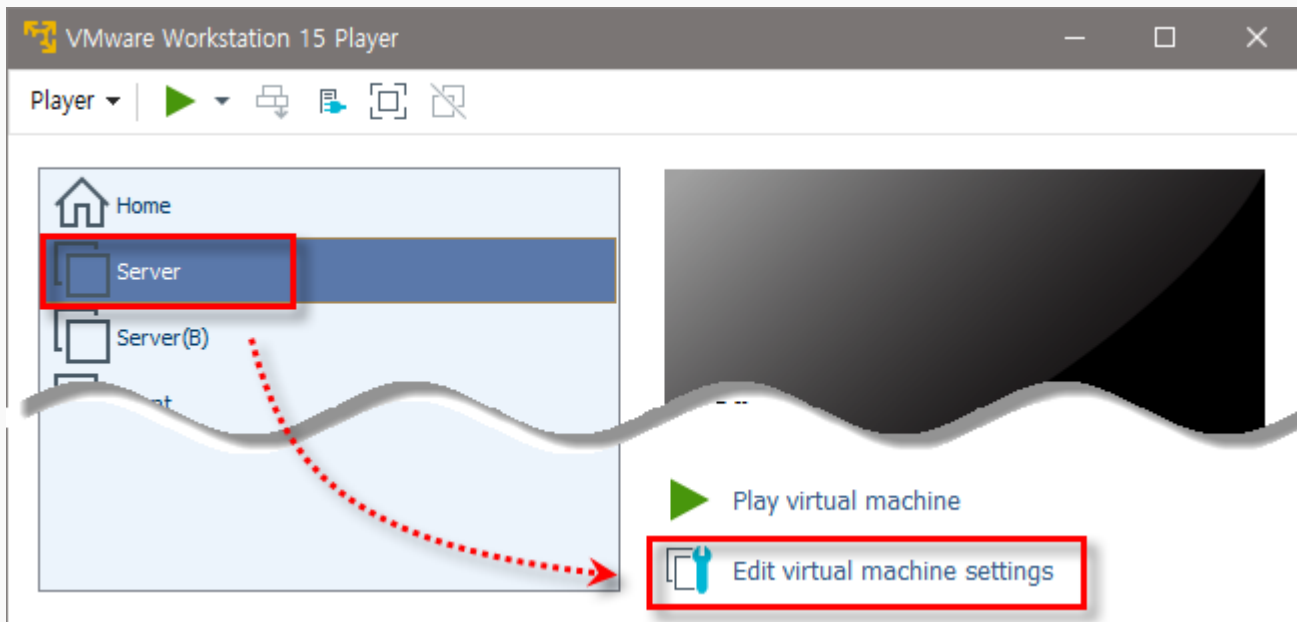 VMware Workstation 15 Player
Player
Home
Server
Server(B)
Play virtual machine
Edit virtual machine settings